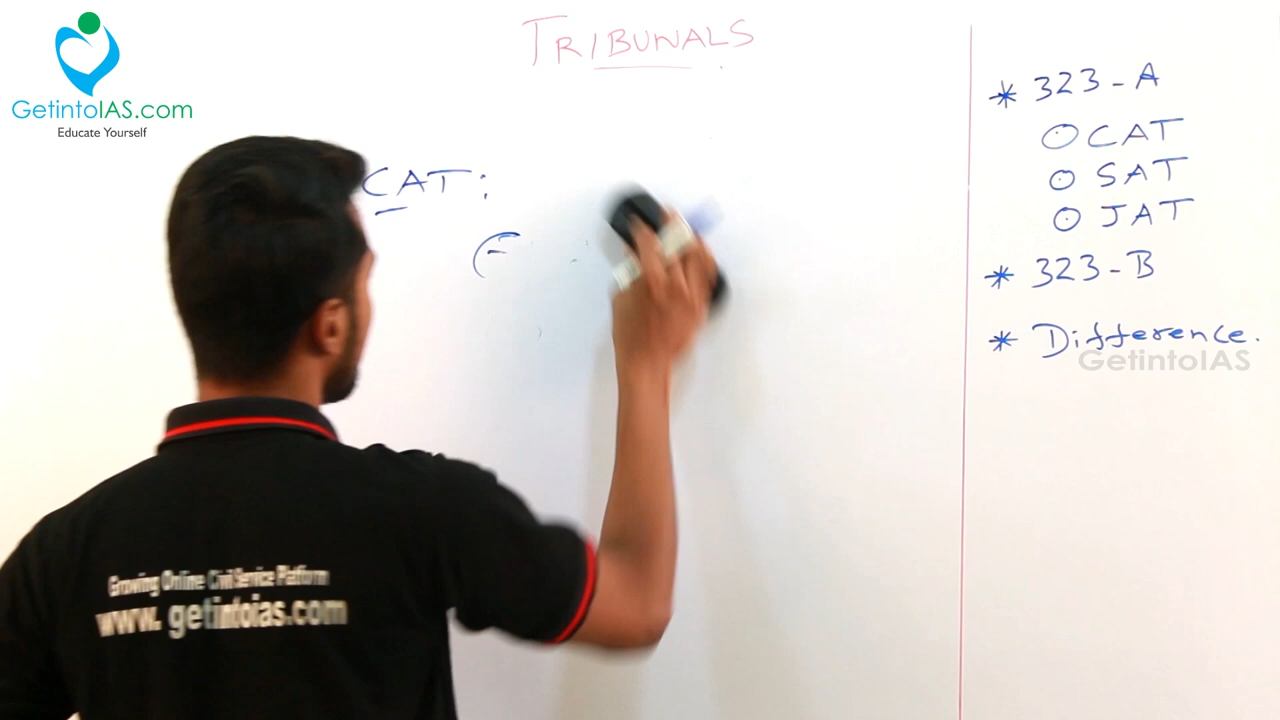 TRIBUNALS
GetintoIAS.com
Educate Yourself
CAT:
* 323-A
CAT
SAT
JAT
* 323-B
* Difference.
GetintoIAS
Growing Online Civil Service Platform
www.getintoias.com